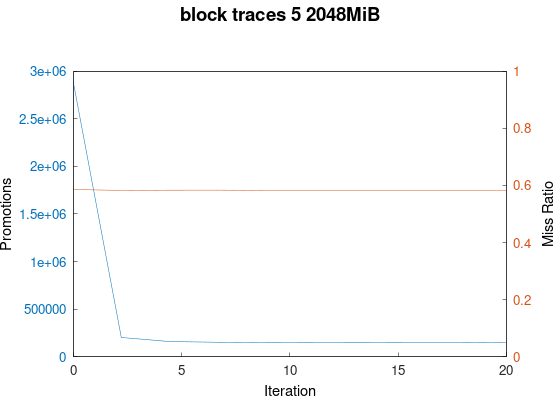 block traces 5 2048MiB
3e+06
2.5e+06
2e+06
1.5e+06
1e+06
500000
0
Promotions
1
0.8
0.6
0.4
0.2
0
Miss Ratio
0 5 10 15 20
Iteration